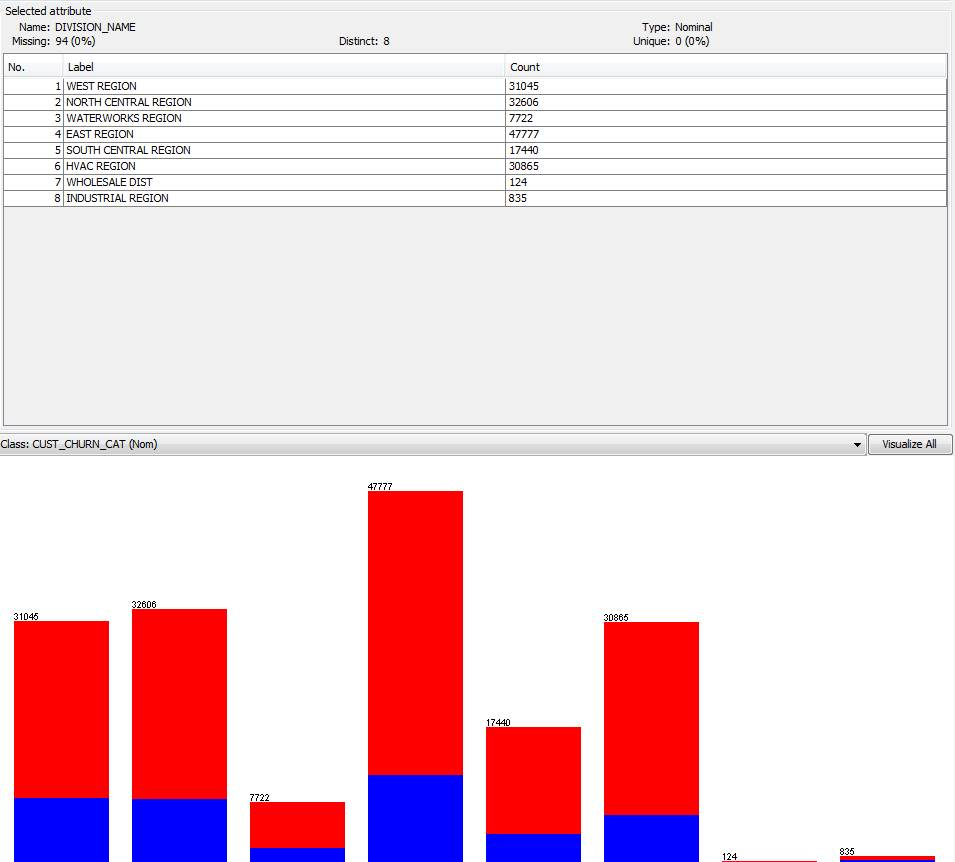 Selected attribute
Name: DIVISION_NAME Type: Nominal
Missing: 94 (0%) Distinct: 8 Unique: 0 (0%)
No. Label Count
1 WEST REGION 31045
2 NORTH CENTRAL REGION 32606
3 WATERWORKS REGION 7722
4 EAST REGION 47777
5 SOUTH CENTRAL REGION 17440
6 HVAC REGION 30865
7 WHOLESALE DIST 124
8 INDUSTRIAL REGION 835
Class: CUST_CHURN_CAT (Nom) Visualize All
47777
32606
31045
30865
17440
7722
835
124